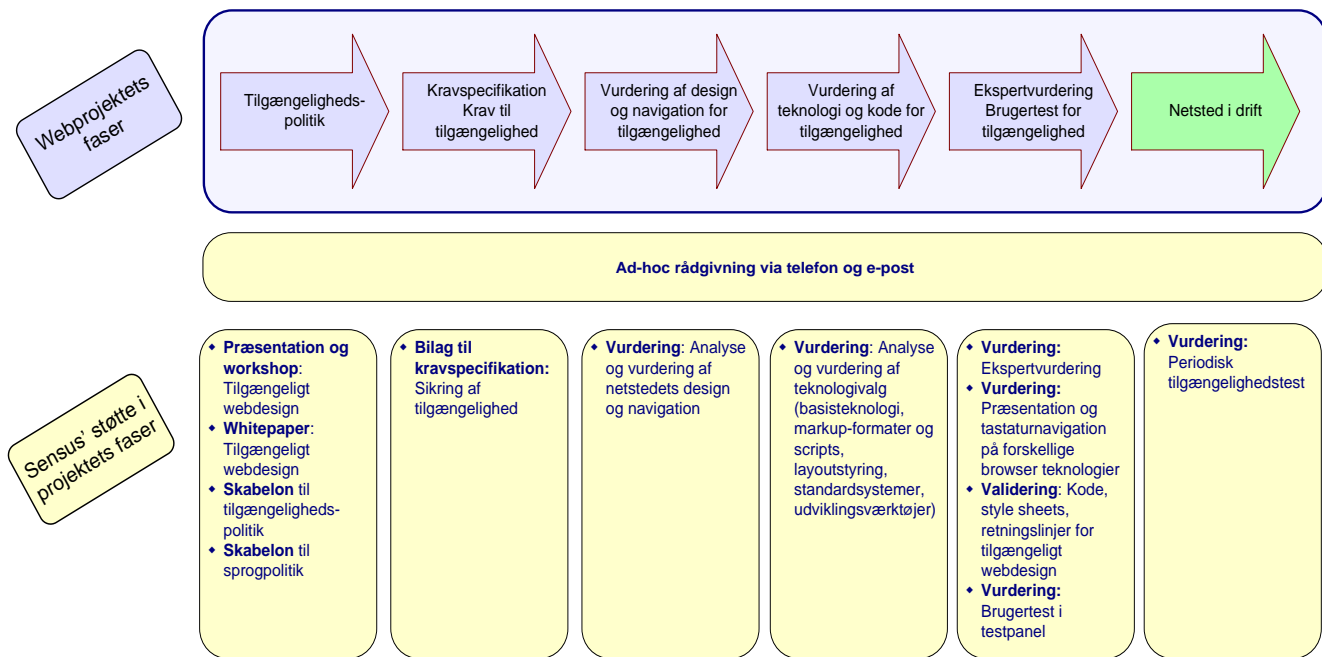 Webprojektets
faser
Tilgængeligheds-
politik
Kravspecifikation
Krav til
tilgængelighed
Vurdering af design
og navigation for
tilgængelighed
Vurdering af
teknologi og kode for
tilgængelighed
Ekspertvurdering
Brugertest for
tilgængelighed
Netsted i drift
Ad-hoc rådgivning via telefon og e-post
Sensus’ støtte i
projektets faser
◆ Præsentation og
workshop:
Tilgængeligt
webdesign
◆ Whitepaper:
Tilgængeligt
webdesign
◆ Skabelon til
tilgængeligheds-
politik
◆ Skabelon til
sprogpolitik
◆ Bilag til
kravspecifikation:
Sikring af
tilgængelighed
◆ Vurdering: Analyse
og vurdering af
netstedets design
og navigation
◆ Vurdering: Analyse
og vurdering af
teknologivalg
(basisteknologi,
markup-formater og
scripts,
layoutstyring,
standardsystemer,
udviklingsværktøjer)
◆ Vurdering:
Ekspertvurdering
◆ Vurdering:
Præsentation og
tastaturnavigation
på forskellige
browser teknologier
◆ Validering: Kode,
style sheets,
retningslinjer for
tilgængeligt
webdesign
◆ Vurdering:
Brugertest i
testpanel
◆ Vurdering:
Periodisk
tilgængelighedstest